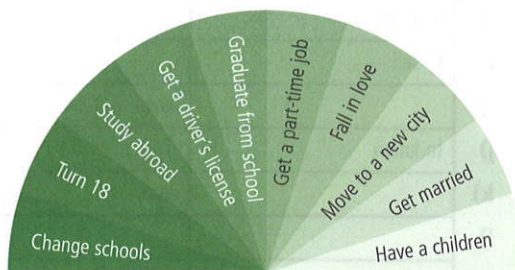 Change schools
Turn 18
Study abroad
Get a driver's license
Graduate from school
Get a part-time job
Fall in love
Move to a new city
Get married
Have a children